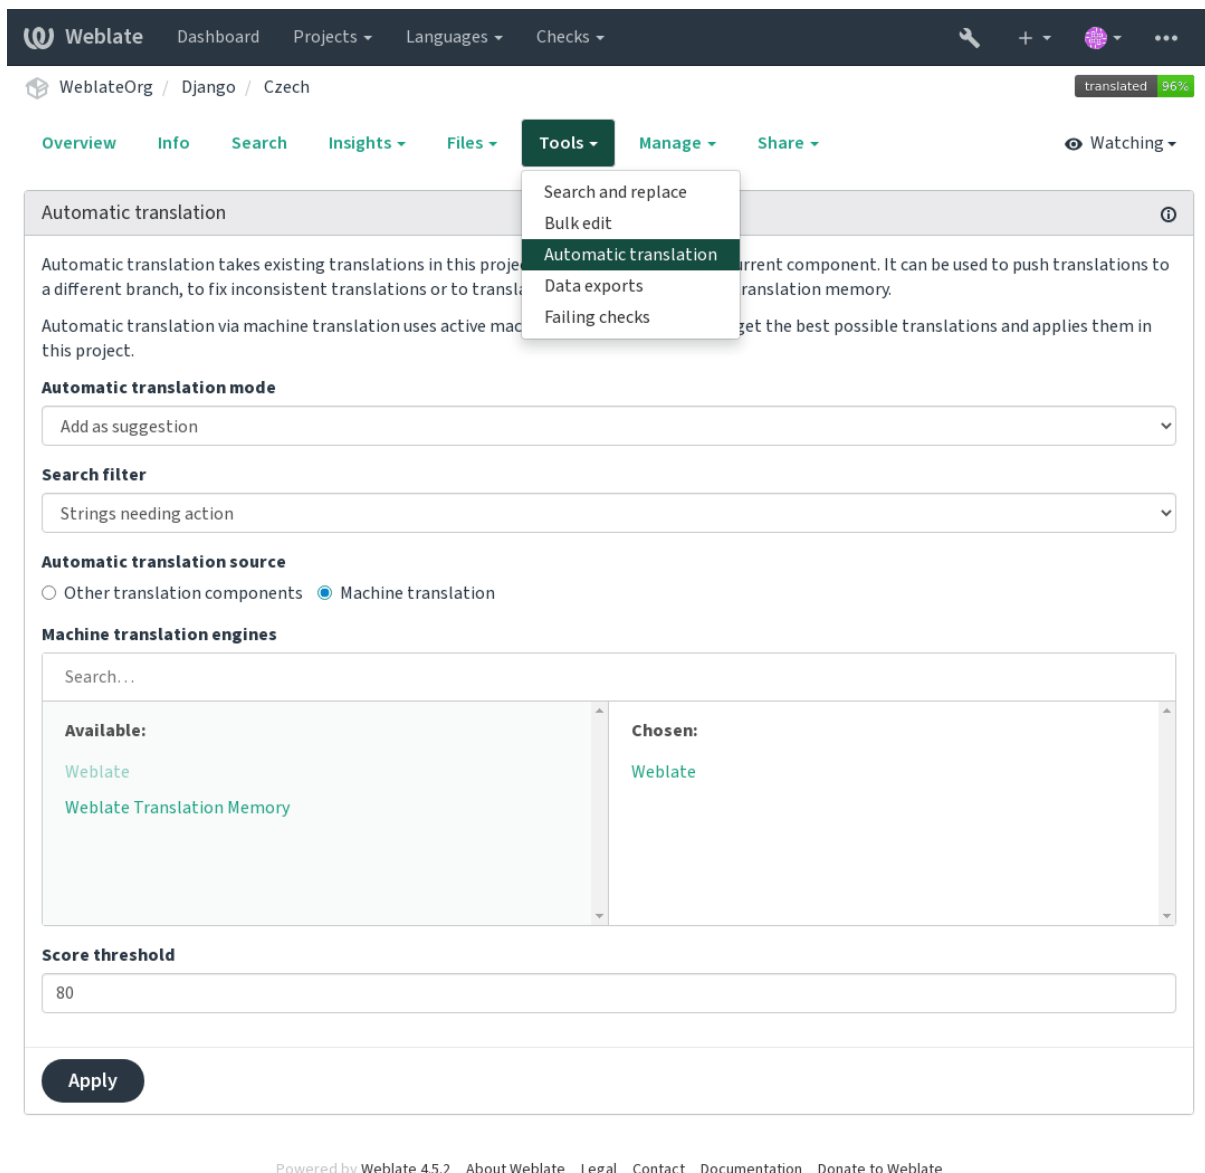 Weblate Dashboard Projects Languages Checks
WeblateOrg / Django / Czech translated 96%
Overview Info Search Insights Files Tools Manage Share Watching
Search and replace
Bulk edit
Automatic translation
Data exports
Failing checks
Automatic translation
Automatic translation takes existing translations in this proje urrent component. It can be used to push translations to
a different branch, to fix inconsistent translations or to transl ranslation memory.
Automatic translation via machine translation uses active mac get the best possible translations and applies them in
this project.
Automatic translation mode
Add as suggestion
Search filter
Strings needing action
Automatic translation source
Other translation components Machine translation
Machine translation engines
Search…
Available: Chosen:
Weblate Weblate
Weblate Translation Memory
Score threshold
80
Apply
Powered by Weblate 4.5.2 About Weblate Legal Contact Documentation Donate to Weblate